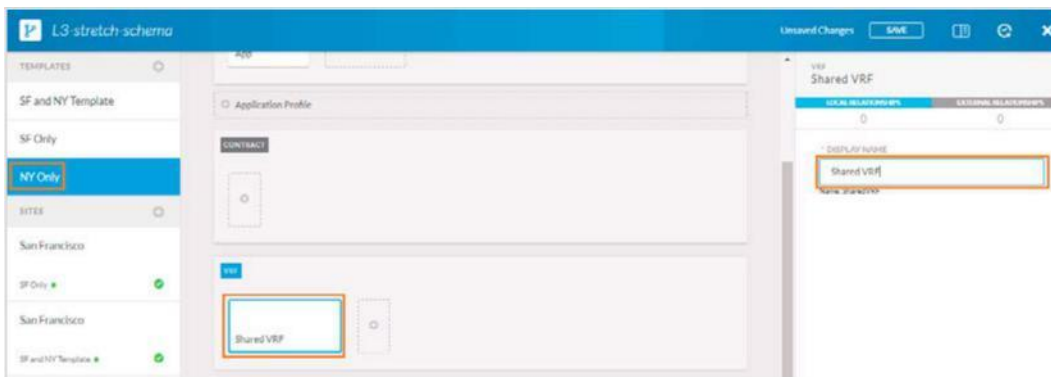 L3-stretch-schema
Unsaved Changes
SAVE
TEMPLATES
SF and NY Template
SF Only
NY Only
SITES
San Francisco
SF Only
San Francisco
SF and NY Template
App
Application Profile
CONTRACT
VRF
Shared VRF
VRF
Shared VRF
LOCAL RELATIONSHIPS
EXTERNAL RELATIONSHIPS
0
0
* DISPLAY NAME
Shared VRF
Name: SharedVRF